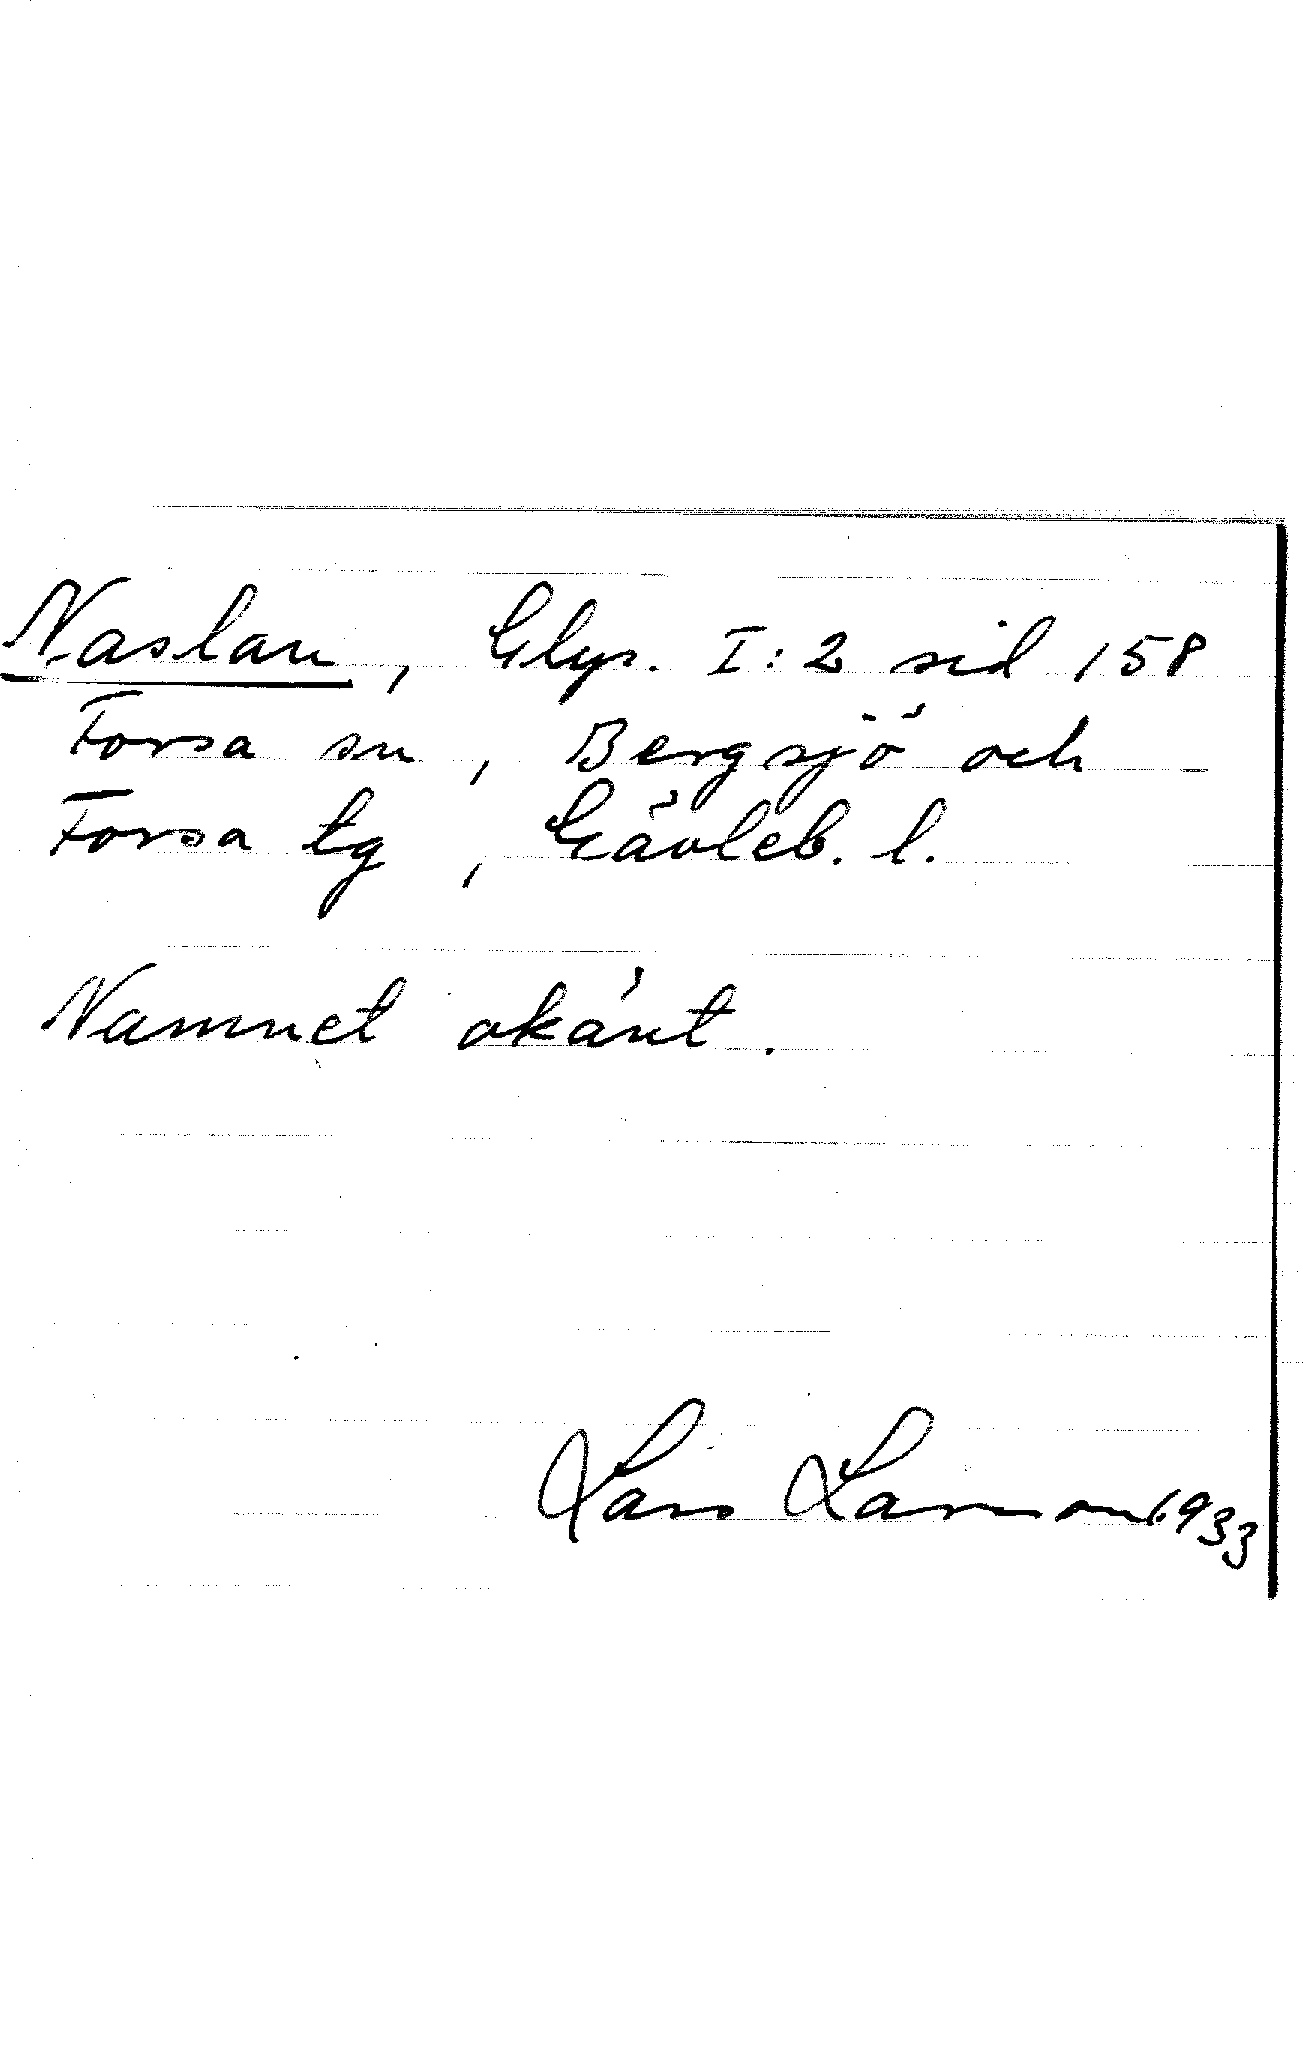 Naslan, Glys. I:2 sid 158
Forsa sn, Bergsjö och
Forsa tg, Gävleb. l.
Namnet okänt.
Lars Larsson 1933